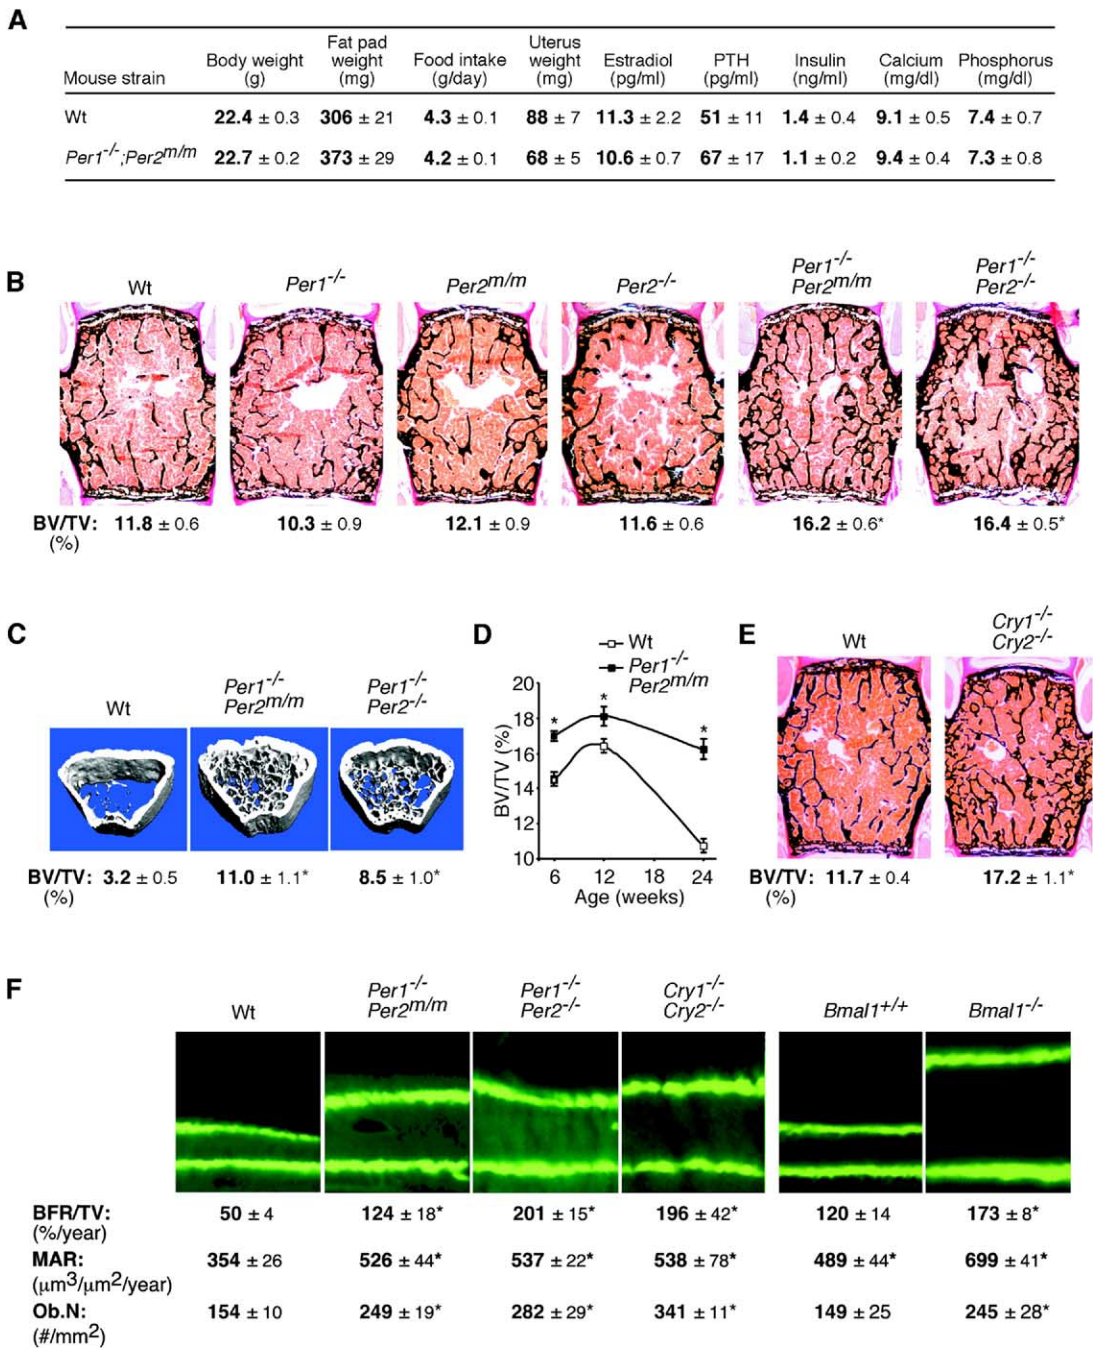 A
Mouse strain Body weight (g) Fat pad weight (mg) Food intake (g/day) Uterus weight (mg) Estradiol (pg/ml) PTH (pg/ml) Insulin (ng/ml) Calcium (mg/dl) Phosphorus (mg/dl)
Wt 22.4 ± 0.3 306 ± 21 4.3 ± 0.1 88 ± 7 11.3 ± 2.2 51 ± 11 1.4 ± 0.4 9.1 ± 0.5 7.4 ± 0.7
Per1-/-;Per2m/m 22.7 ± 0.2 373 ± 29 4.2 ± 0.1 68 ± 5 10.6 ± 0.7 67 ± 17 1.1 ± 0.2 9.4 ± 0.4 7.3 ± 0.8
B
Wt Per1-/- Per2m/m Per2-/- Per1-/- Per2m/m Per1-/- Per2-/-
BV/TV: 11.8 ± 0.6 10.3 ± 0.9 12.1 ± 0.9 11.6 ± 0.6 16.2 ± 0.6* 16.4 ± 0.5*
(%)
C
Wt Per1-/- Per2m/m Per1-/- Per2-/-
BV/TV: 3.2 ± 0.5 11.0 ± 1.1* 8.5 ± 1.0*
(%)
D
Wt
Per1-/-
Per2m/m
BV/TV (%)
20
18
16
14
12
10
* * *
6 12 18 24
Age (weeks)
E
Wt Cry1-/- Cry2-/-
BV/TV: 11.7 ± 0.4 17.2 ± 1.1*
(%)
F
Wt Per1-/- Per2m/m Per1-/- Per2-/- Cry1-/- Cry2-/- Bmal1+/+ Bmal1-/-
BFR/TV: 50 ± 4 124 ± 18* 201 ± 15* 196 ± 42* 120 ± 14 173 ± 8*
(%/year)
MAR: 354 ± 26 526 ± 44* 537 ± 22* 538 ± 78* 489 ± 44* 699 ± 41*
(µm3/µm2/year)
Ob.N: 154 ± 10 249 ± 19* 282 ± 29* 341 ± 11* 149 ± 25 245 ± 28*
(#/mm2)